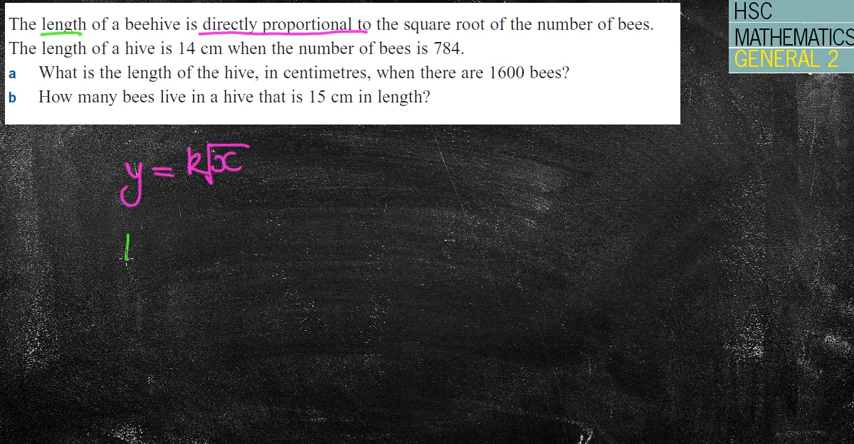 The length of a beehive is directly proportional to the square root of the number of bees.
The length of a hive is 14 cm when the number of bees is 784.
a What is the length of the hive, in centimetres, when there are 1600 bees?
b How many bees live in a hive that is 15 cm in length?
HSC
MATHEMATICS
GENERAL 2
y = k√x
l